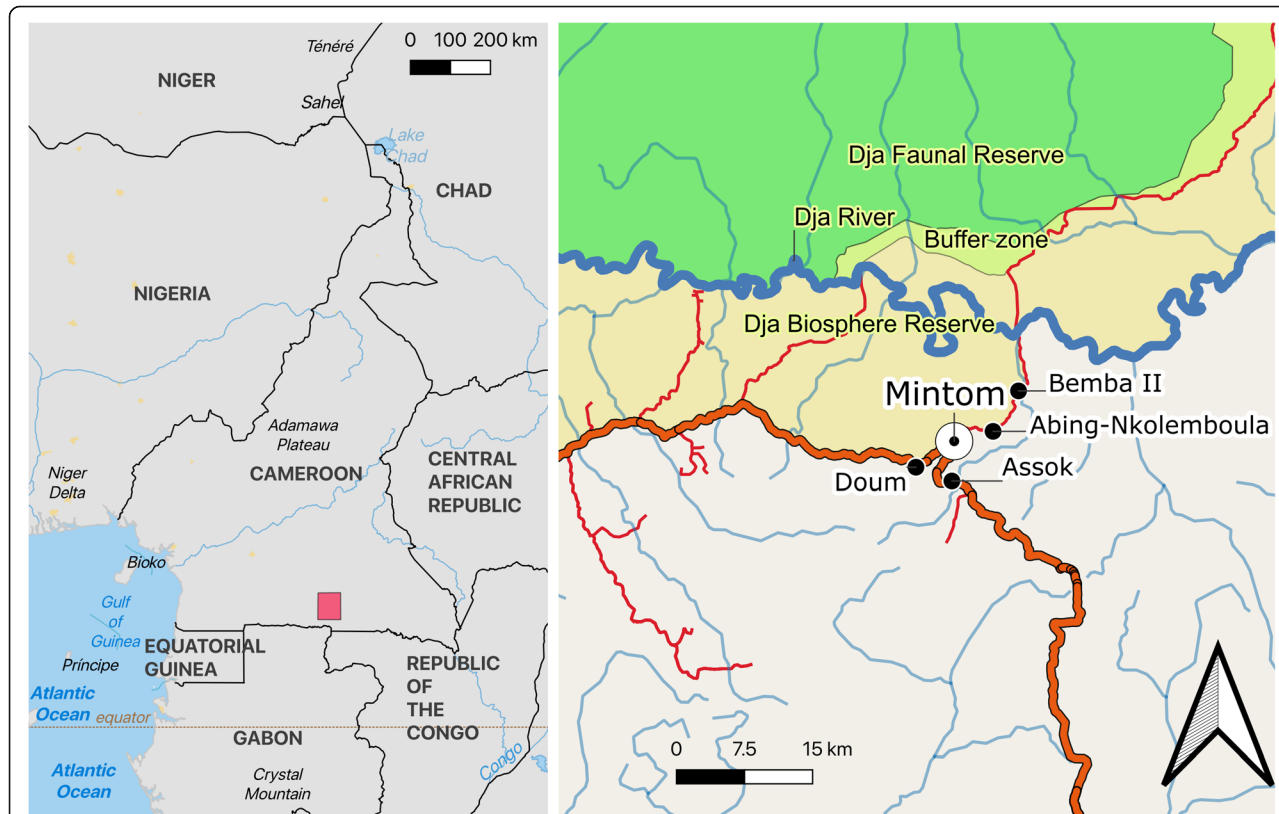 0 100 200 km
Ténéré
NIGER
Sahel
Lake
Chad
CHAD
NIGERIA
Adamawa
Plateau
CAMEROON
CENTRAL
AFRICAN
REPUBLIC
Niger
Delta
Bioko
Gulf
of
Guinea
EQUATORIAL
GUINEA
Príncipe
REPUBLIC
OF
THE
CONGO
Atlantic
Ocean
equator
GABON
Congo
Atlantic
Ocean
Crystal
Mountain
Dja Faunal Reserve
Dja River
Buffer zone
Dja Biosphere Reserve
Mintom
Bemba II
Abing-Nkolemboula
Doum
Assok
0 7.5 15 km